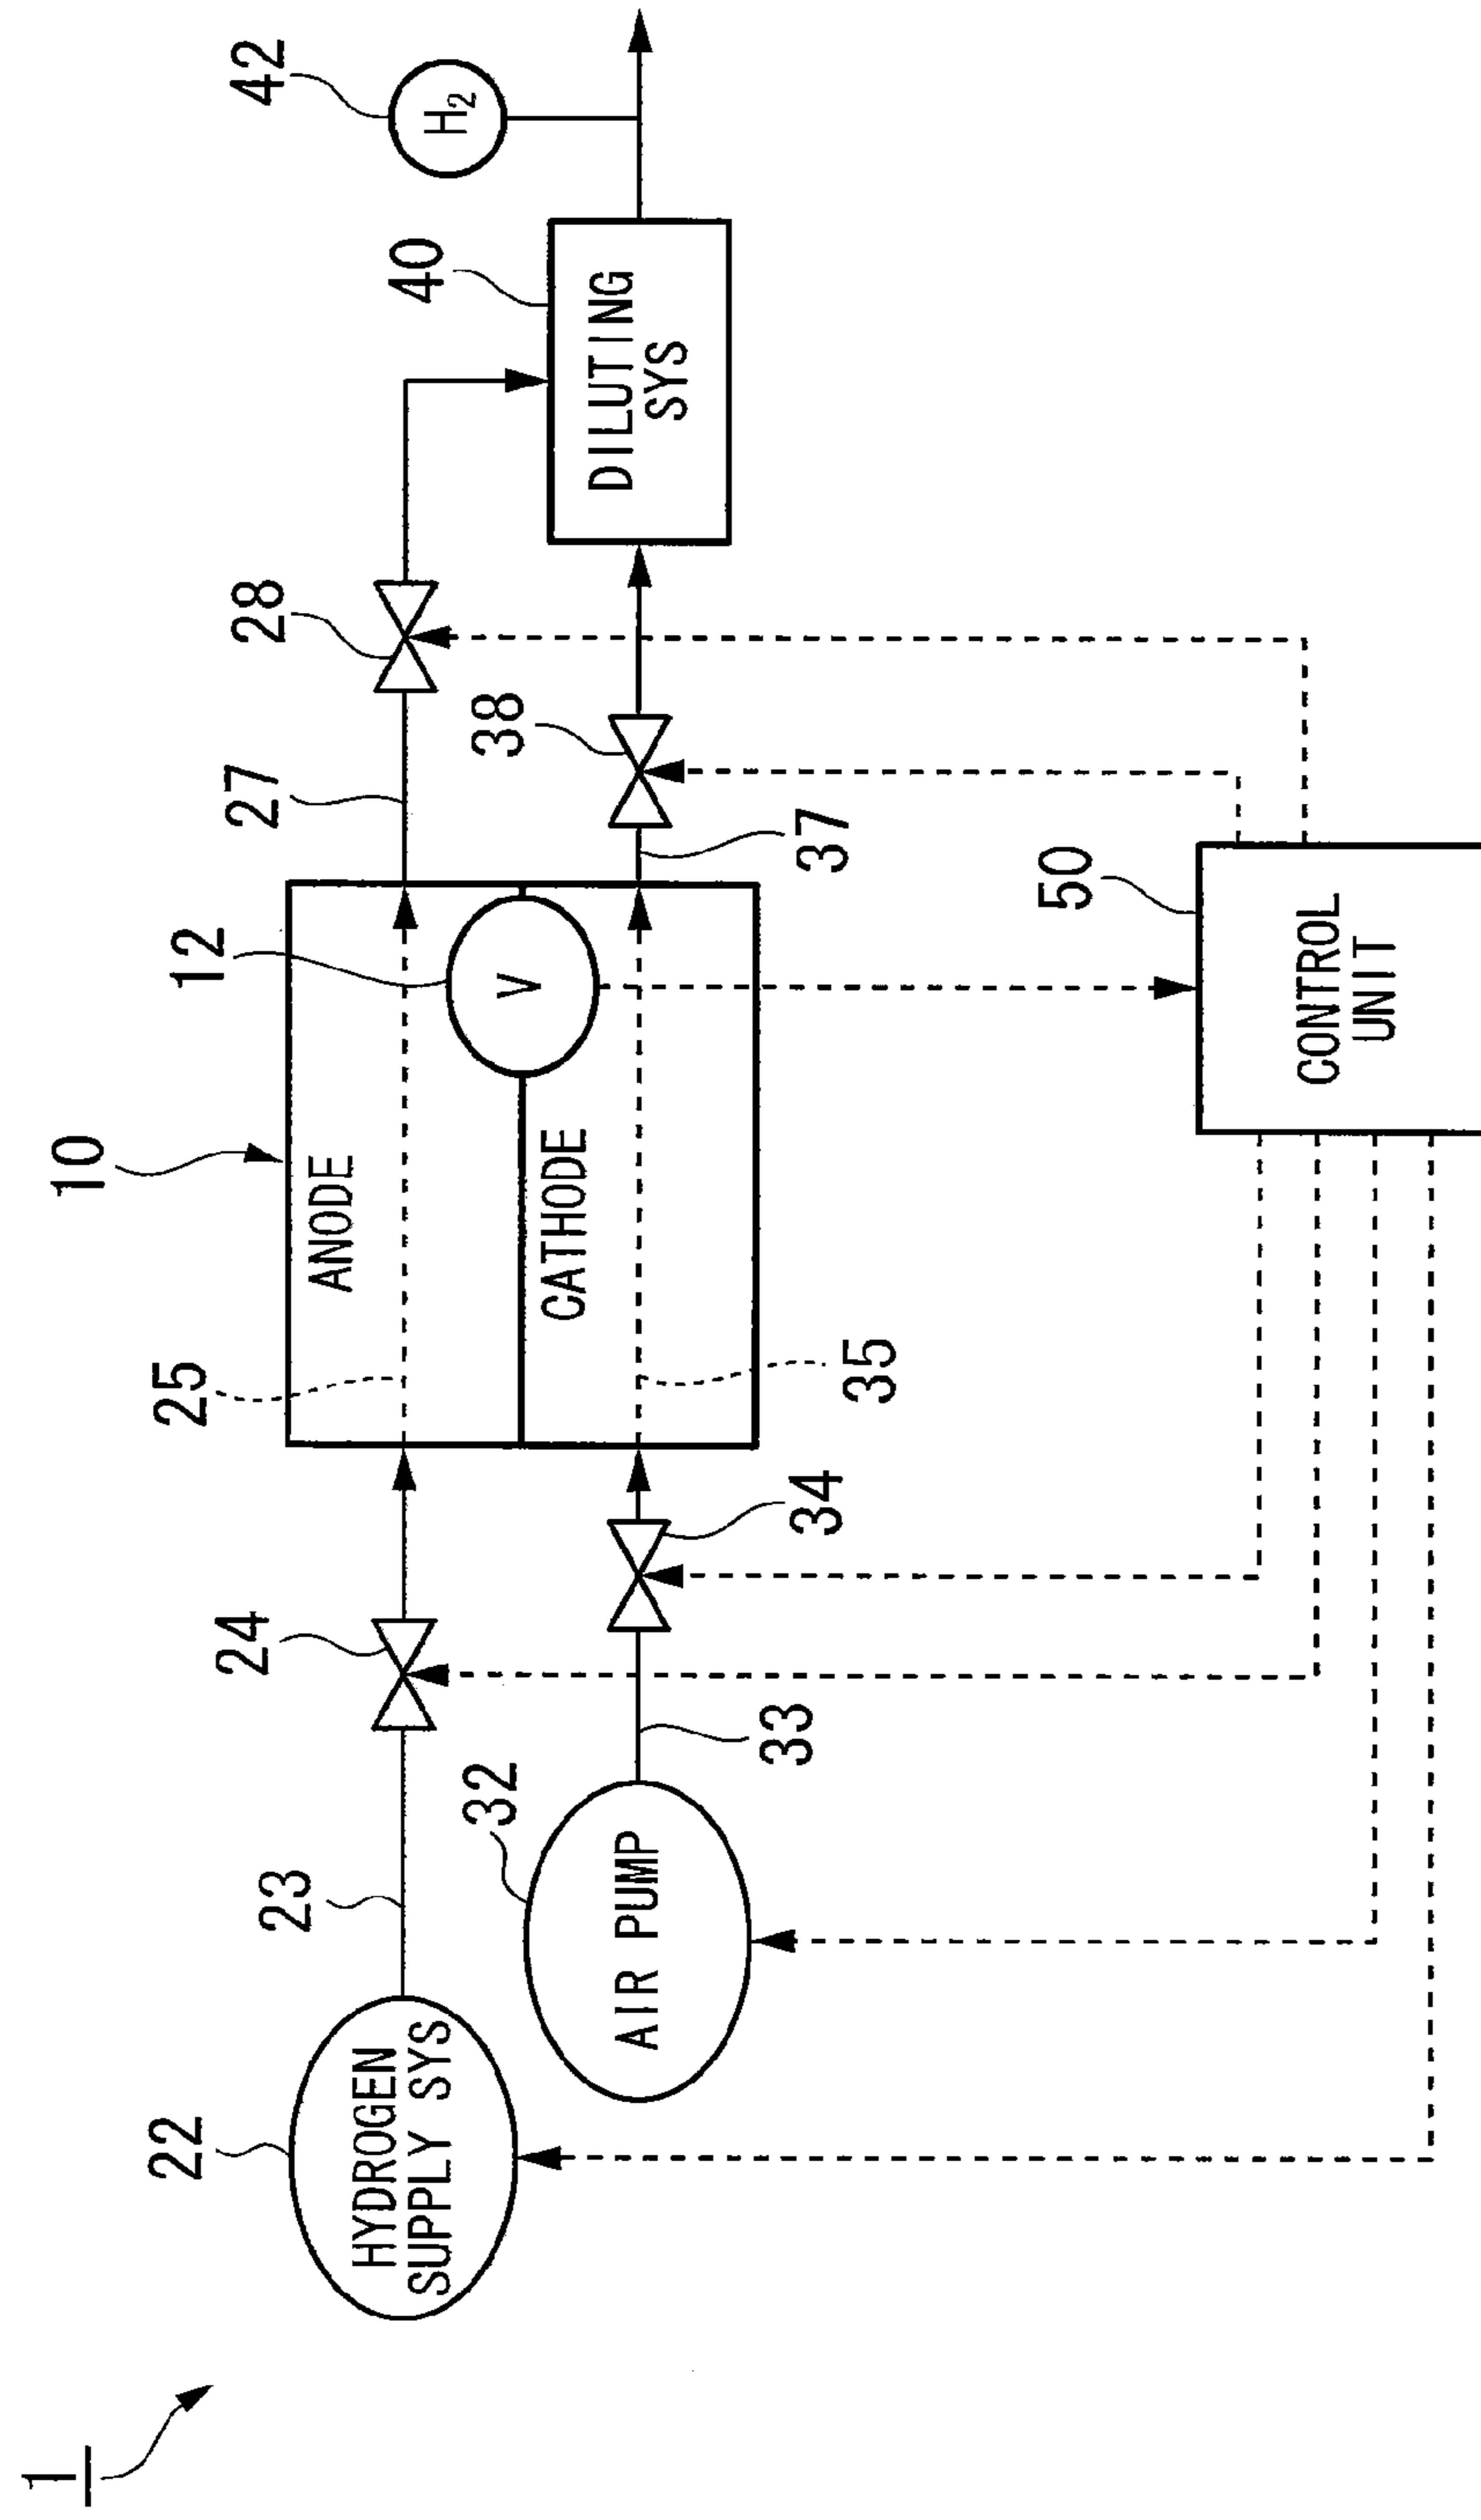 1
10
12
22
HYDROGEN
SUPPLY SYS
23
24
25
ANODE
V
27
28
32
AIR PUMP
33
34
35
CATHODE
37
38
40
DILUTING
SYS
42
H₂
50
CONTROL
UNIT